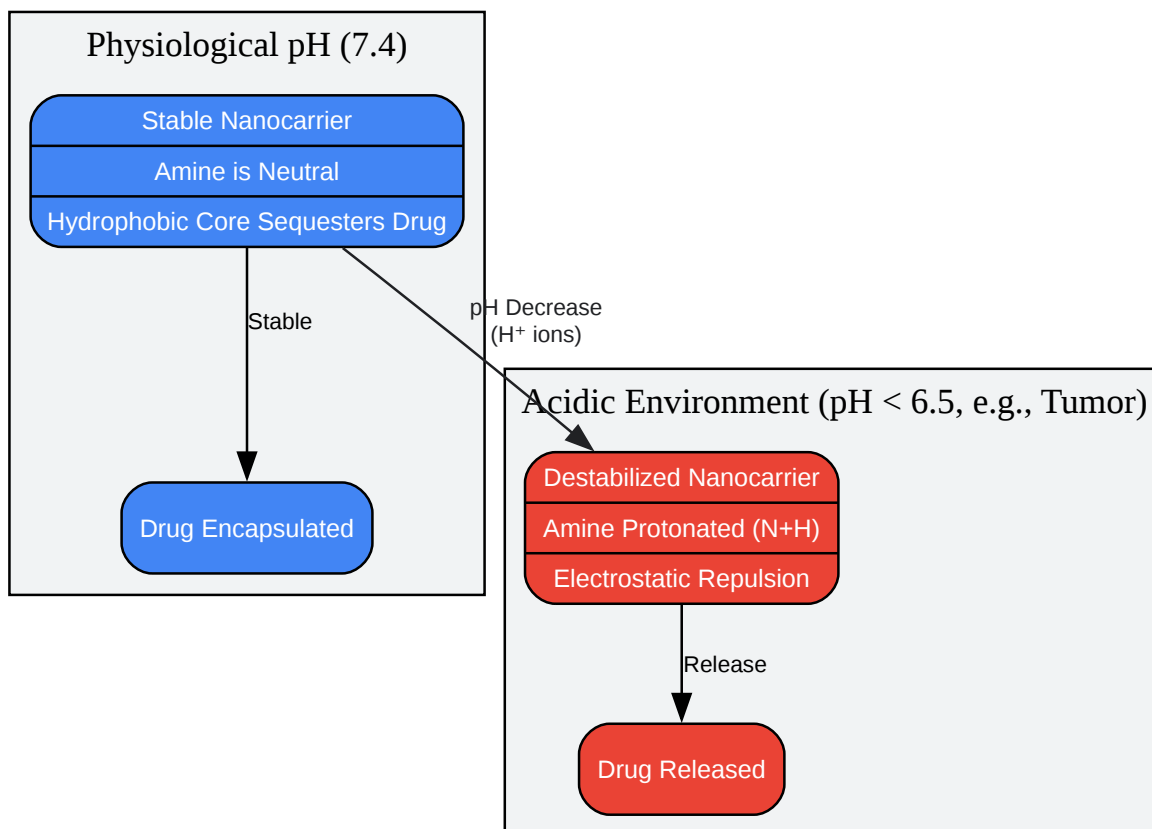 Physiological pH (7.4)
Stable Nanocarrier
Amine is Neutral
Hydrophobic Core Sequesters Drug
Stable
pH Decrease
(H⁺ ions)
Drug Encapsulated
Acidic Environment (pH < 6.5, e.g., Tumor)
Destabilized Nanocarrier
Amine Protonated (N+H)
Electrostatic Repulsion
Release
Drug Released